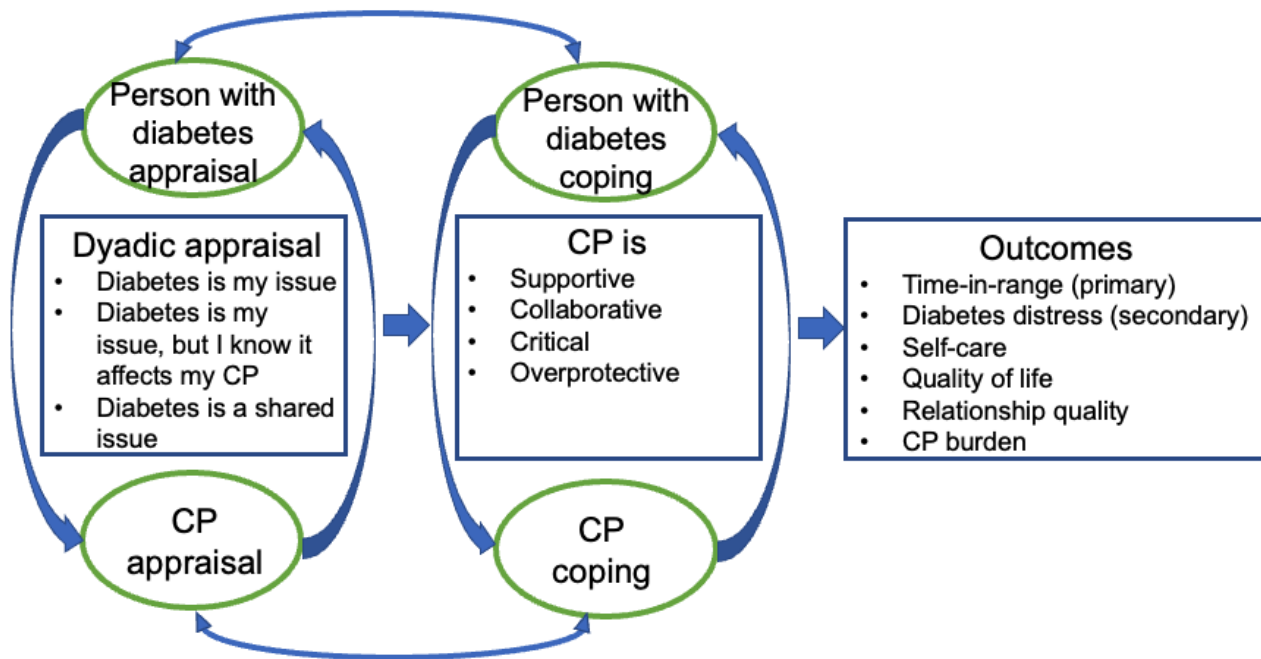 Person with
diabetes
appraisal
Person with
diabetes
coping
Dyadic appraisal
• Diabetes is my issue
• Diabetes is my
issue, but I know it
affects my CP
• Diabetes is a shared
issue
CP is
• Supportive
• Collaborative
• Critical
• Overprotective
Outcomes
• Time-in-range (primary)
• Diabetes distress (secondary)
• Self-care
• Quality of life
• Relationship quality
• CP burden
CP
appraisal
CP
coping